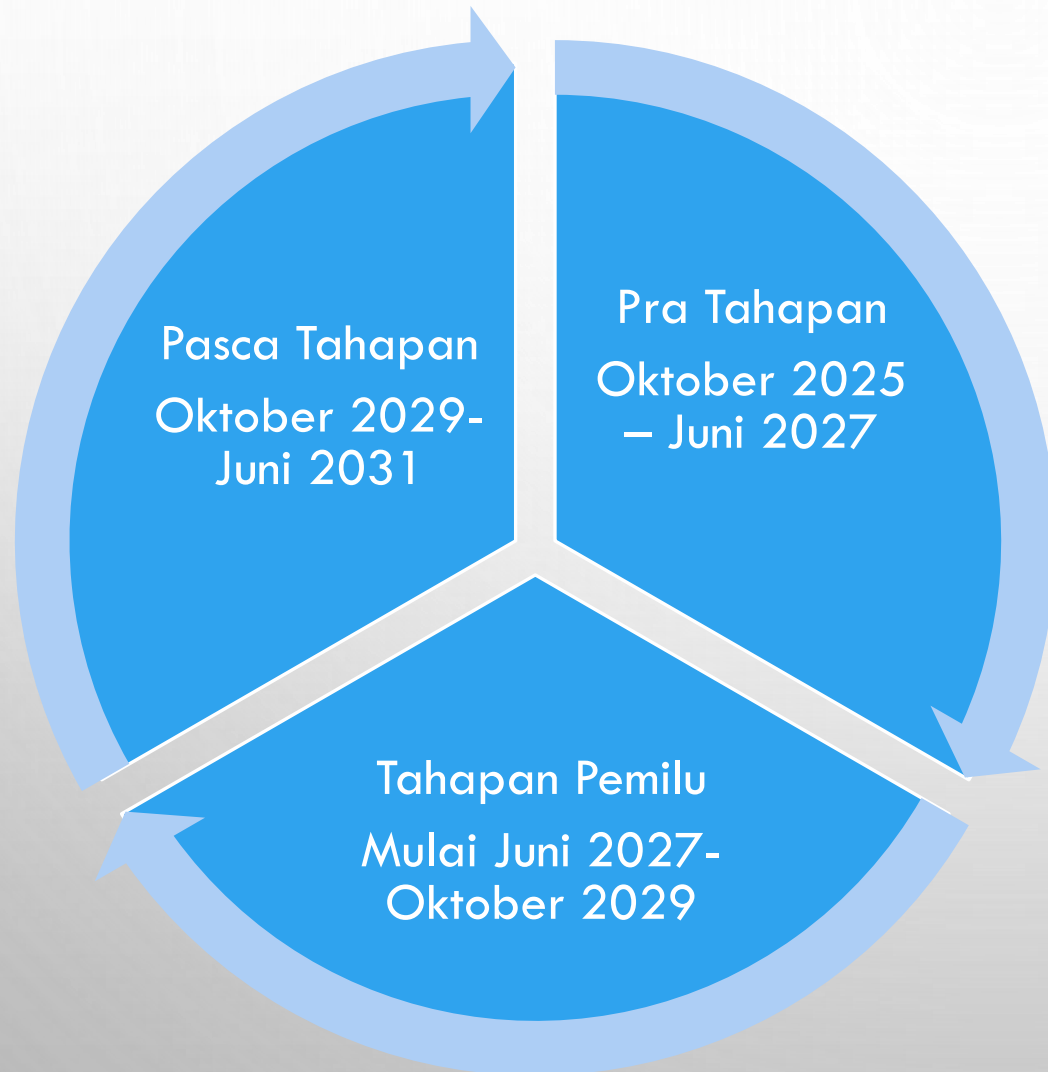 Pra Tahapan
Oktober 2025
– Juni 2027
Tahapan Pemilu
Mulai Juni 2027-
Oktober 2029
Pasca Tahapan
Oktober 2029-
Juni 2031